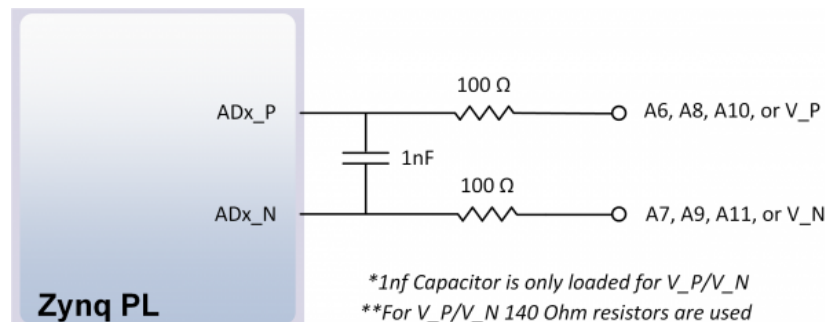 100 Ω
ADx_P
A6, A8, A10, or V_P
1nF
100 Ω
ADx_N
A7, A9, A11, or V_N
*1nf Capacitor is only loaded for V_P/V_N
Zynq PL
**For V_P/V_N 140 Ohm resistors are used